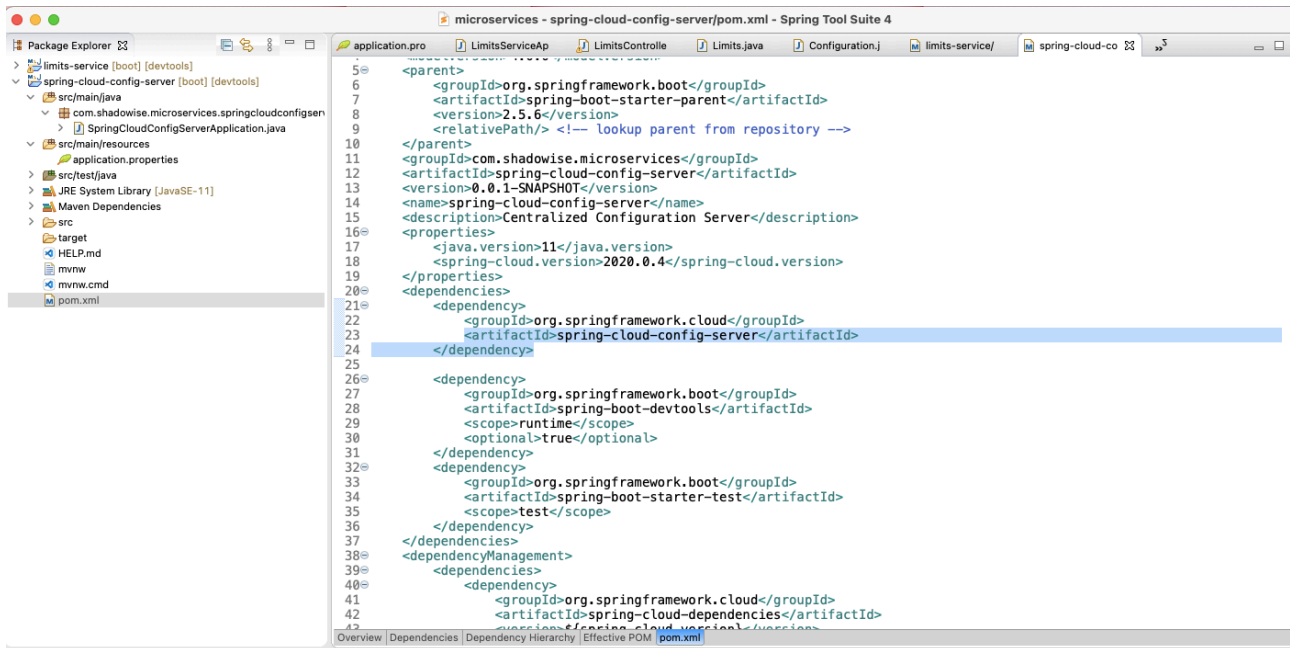 microservices - spring-cloud-config-server/pom.xml - Spring Tool Suite 4
Package Explorer
application.pro
LimitsServiceAp
LimitsControlle
Limits.java
Configuration.j
limits-service/
spring-cloud-co
»5
limits-service [boot] [devtools]
spring-cloud-config-server [boot] [devtools]
src/main/java
com.shadowise.microservices.springcloudconfigserv
SpringCloudConfigServerApplication.java
src/main/resources
application.properties
src/test/java
JRE System Library [JavaSE-11]
Maven Dependencies
src
target
HELP.md
mvnw
mvnw.cmd
pom.xml
5 <parent>
6 <groupId>org.springframework.boot</groupId>
7 <artifactId>spring-boot-starter-parent</artifactId>
8 <version>2.5.6</version>
9 <relativePath/> <!-- lookup parent from repository -->
10 </parent>
11 <groupId>com.shadowise.microservices</groupId>
12 <artifactId>spring-cloud-config-server</artifactId>
13 <version>0.0.1-SNAPSHOT</version>
14 <name>spring-cloud-config-server</name>
15 <description>Centralized Configuration Server</description>
16 <properties>
17 <java.version>11</java.version>
18 <spring-cloud.version>2020.0.4</spring-cloud.version>
19 </properties>
20 <dependencies>
21 <dependency>
22 <groupId>org.springframework.cloud</groupId>
23 <artifactId>spring-cloud-config-server</artifactId>
24 </dependency>
25
26 <dependency>
27 <groupId>org.springframework.boot</groupId>
28 <artifactId>spring-boot-devtools</artifactId>
29 <scope>runtime</scope>
30 <optional>true</optional>
31 </dependency>
32 <dependency>
33 <groupId>org.springframework.boot</groupId>
34 <artifactId>spring-boot-starter-test</artifactId>
35 <scope>test</scope>
36 </dependency>
37 </dependencies>
38 <dependencyManagement>
39 <dependencies>
40 <dependency>
41 <groupId>org.springframework.cloud</groupId>
42 <artifactId>spring-cloud-dependencies</artifactId>
43 <version>${spring-cloud.version}</version>
Overview Dependencies Dependency Hierarchy Effective POM pom.xml